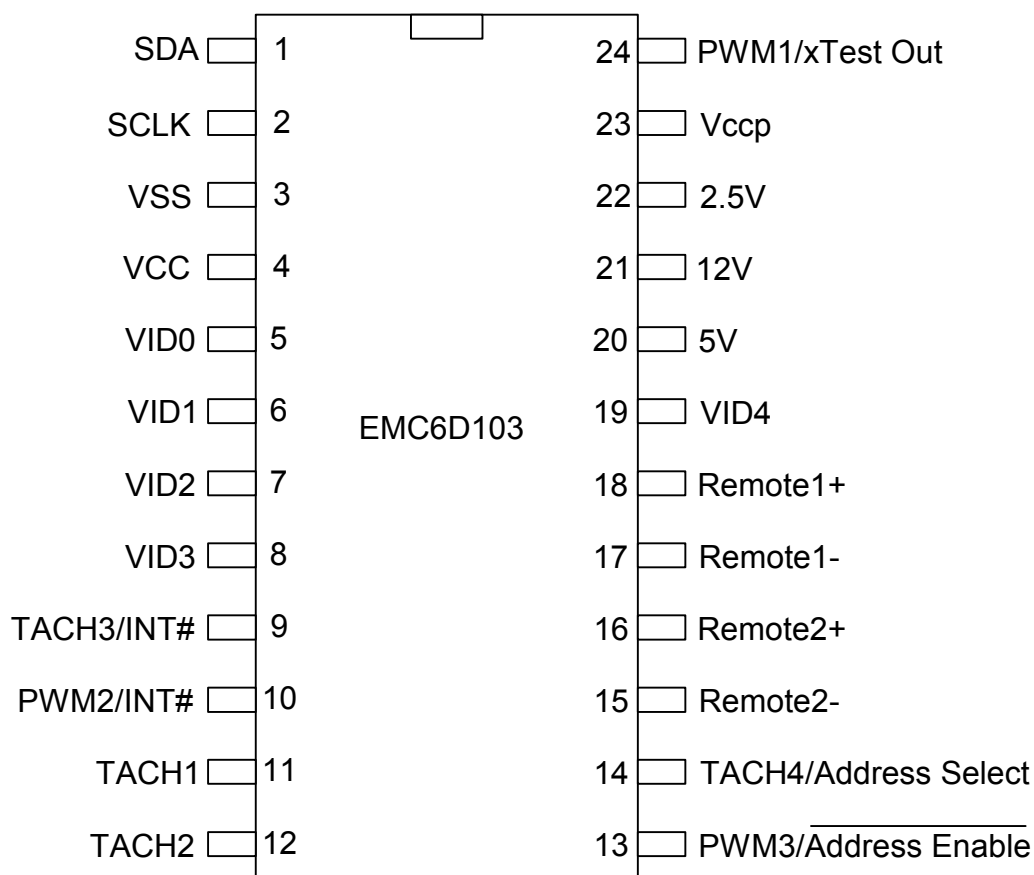 SDA 1 24 PWM1/xTest Out
SCLK 2 23 Vccp
VSS 3 22 2.5V
VCC 4 21 12V
VID0 5 20 5V
VID1 6 19 VID4
EMC6D103
VID2 7 18 Remote1+
VID3 8 17 Remote1-
TACH3/INT# 9 16 Remote2+
PWM2/INT# 10 15 Remote2-
TACH1 11 14 TACH4/Address Select
TACH2 12 13 PWM3/Address Enable